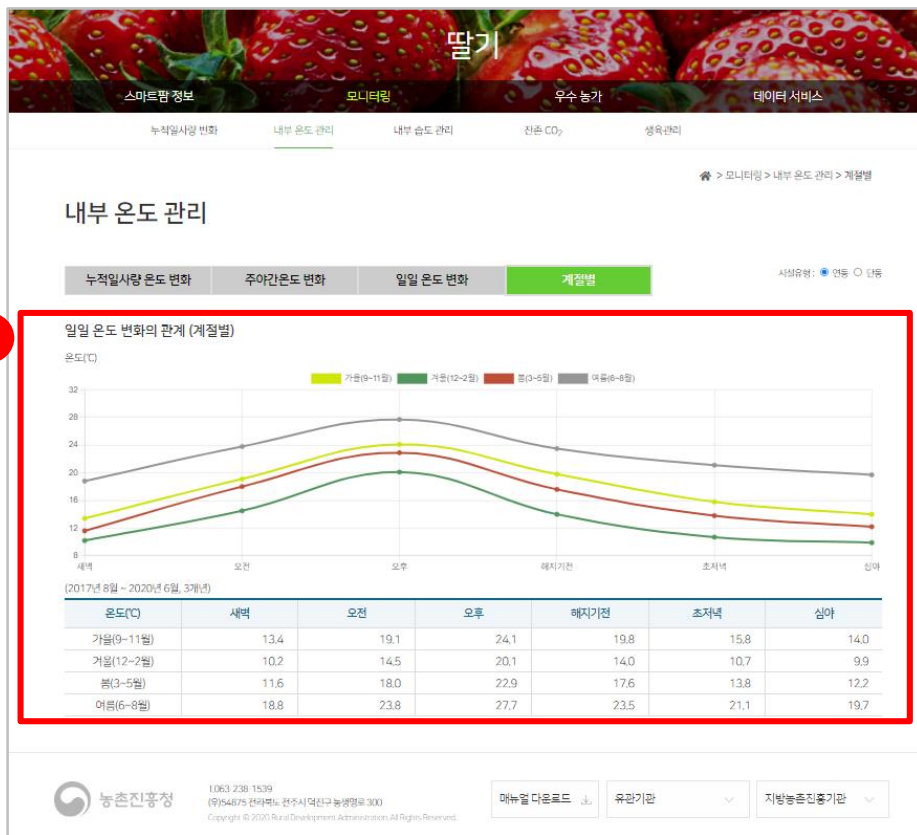 딸기
스마트팜 정보 모니터링 우수 농가 데이터 서비스
누적일사량 변화 내부 온도 관리 내부 습도 관리 잔존 CO₂ 생육관리
> 모니터링 > 내부 온도 관리 > 계절별
내부 온도 관리
누적일사량 온도 변화 주야간온도 변화 일일 온도 변화 계절별 시설유형: 연동 단동
일일 온도 변화의 관계 (계절별)
온도(℃)
가을(9~11월) 겨울(12~2월) 봄(3~5월) 여름(6~8월)
32
28
24
20
16
12
8
새벽 오전 오후 해지기전 초저녁 심야
(2017년 8월 ~ 2020년 6월, 3개년)
온도(℃) 새벽 오전 오후 해지기전 초저녁 심야
가을(9~11월) 13.4 19.1 24.1 19.8 15.8 14.0
겨울(12~2월) 10.2 14.5 20.1 14.0 10.7 9.9
봄(3~5월) 11.6 18.0 22.9 17.6 13.8 12.2
여름(6~8월) 18.8 23.8 27.7 23.5 21.1 19.7
농촌진흥청
t.063 238-1539
(우)54875 전라북도 전주시 덕진구 농생명로 300
Copyright © 2020 Rural Development Administration, All Rights Reserved.
매뉴얼 다운로드 유관기관 지방농촌진흥기관